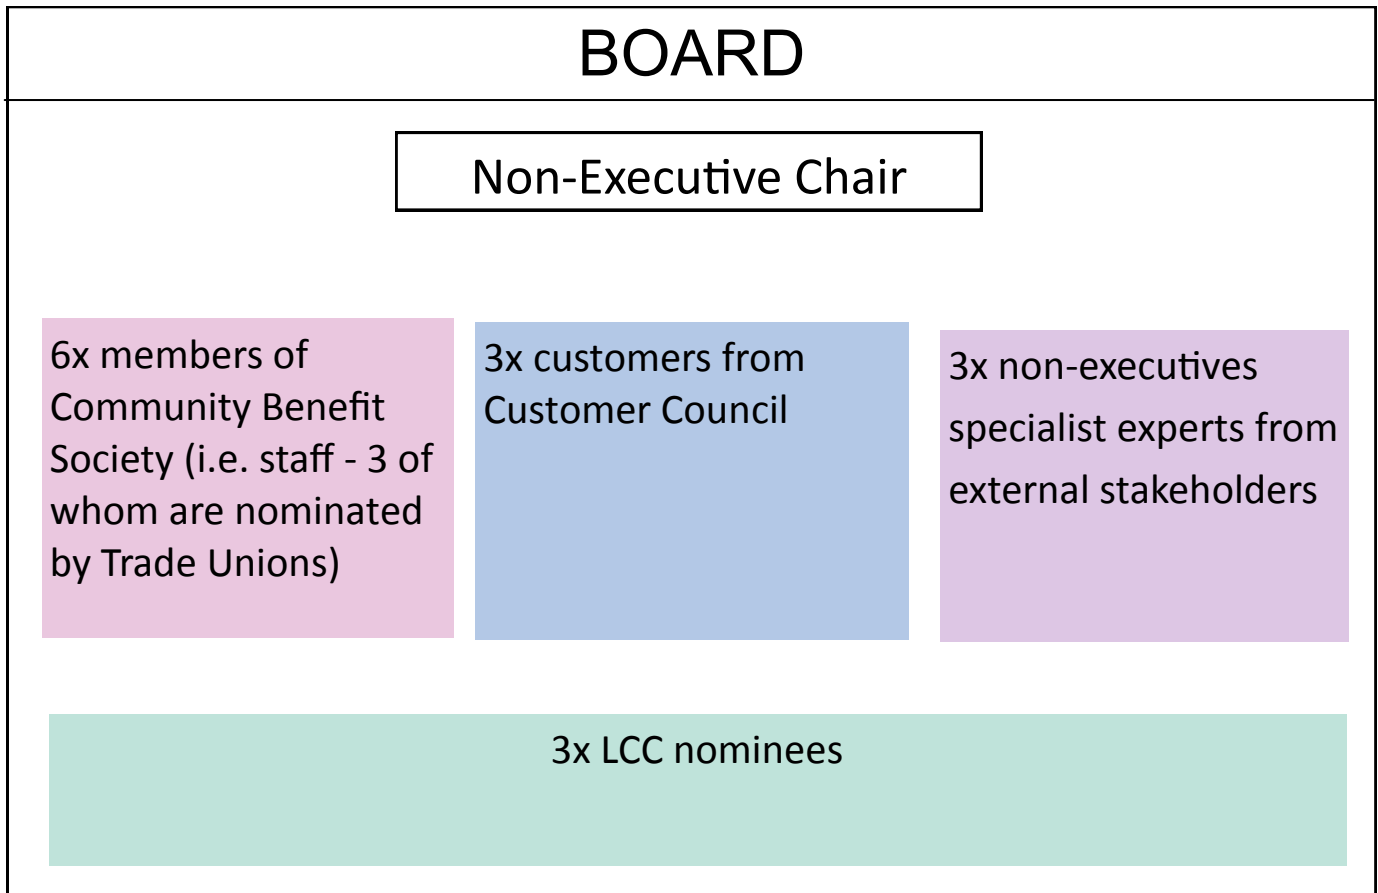 BOARD
Non-Executive Chair
6x members of
Community Benefit
Society (i.e. staff - 3 of
whom are nominated
by Trade Unions)
3x customers from
Customer Council
3x non-executives
specialist experts from
external stakeholders
3x LCC nominees